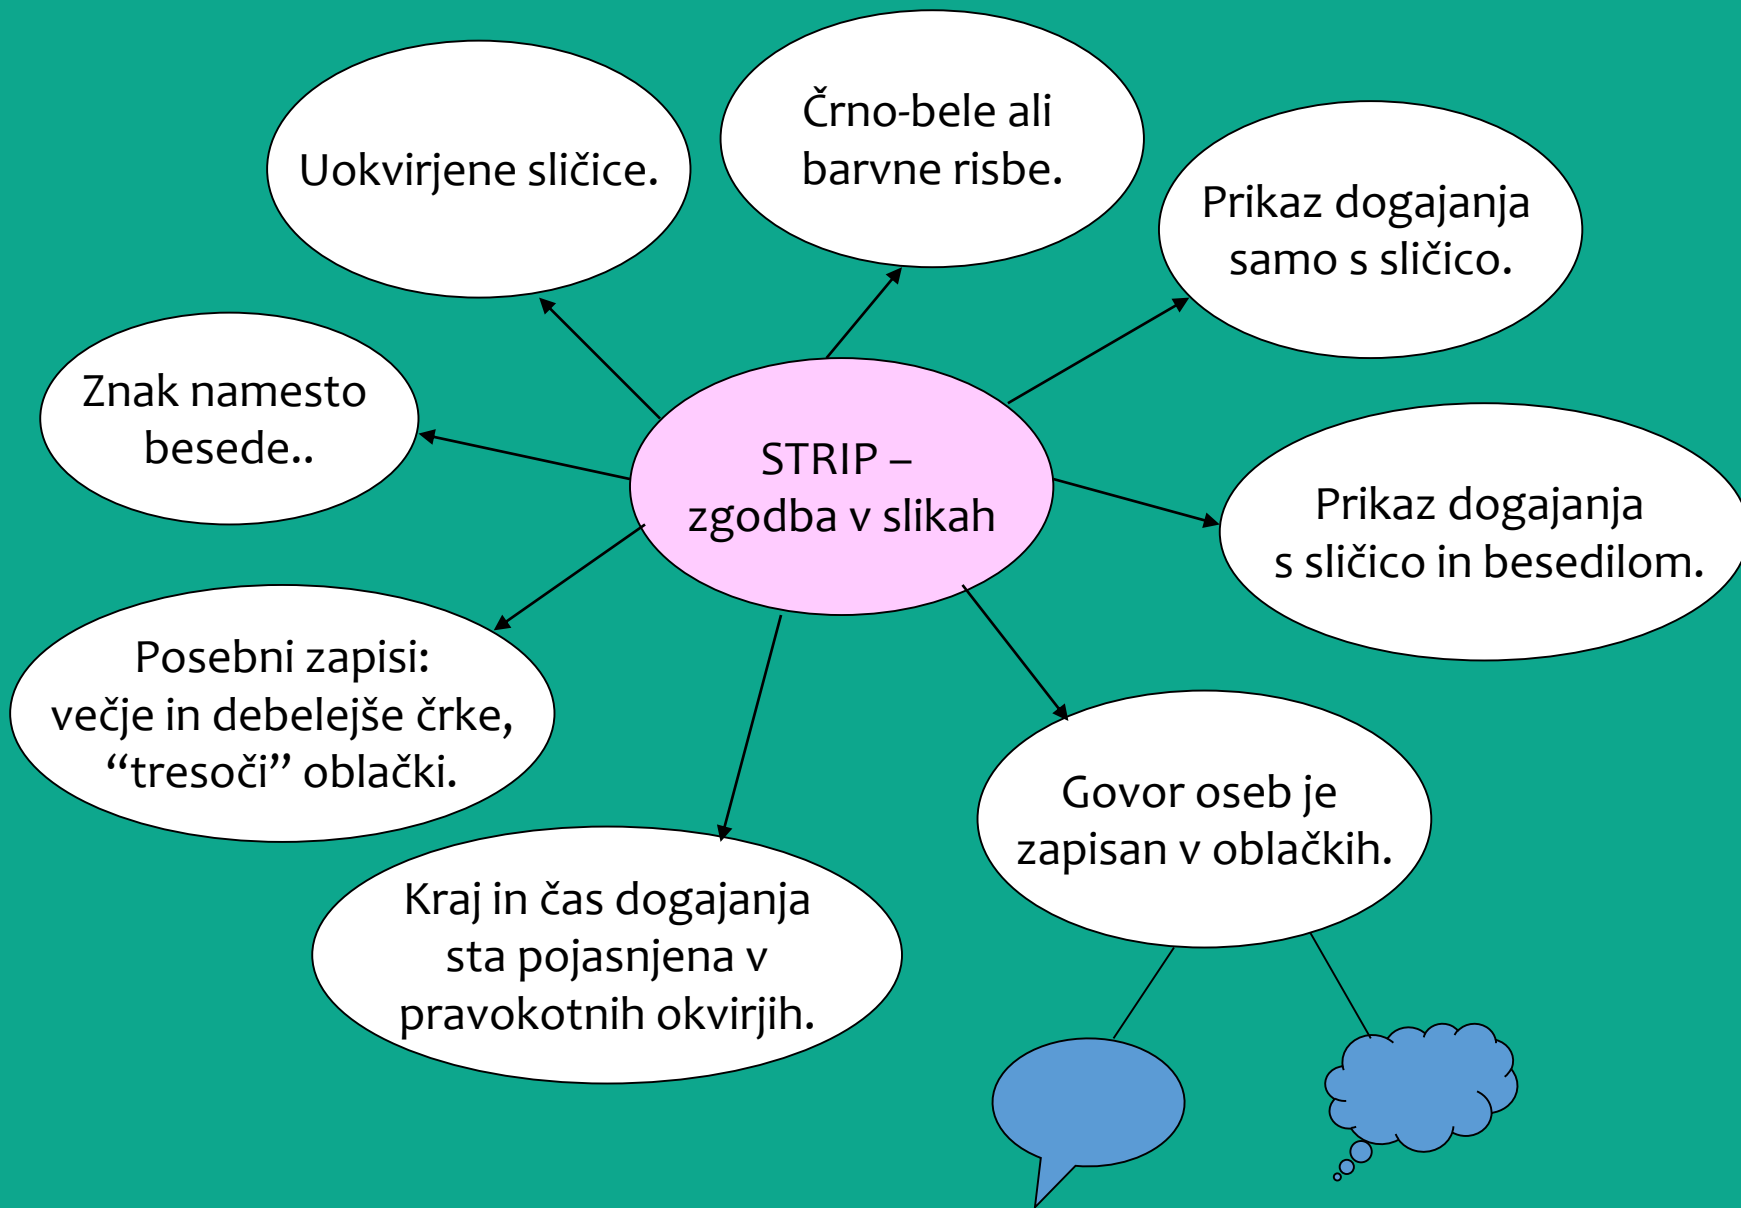 Uokvirjene sličice.
Črno-bele ali
barvne risbe.
Prikaz dogajanja
samo s sličico.
Znak namesto
besede..
STRIP –
zgodba v slikah
Prikaz dogajanja
s sličico in besedilom.
Posebni zapisi:
večje in debelejše črke,
“tresoči” oblački.
Govor oseb je
zapisan v oblačkih.
Kraj in čas dogajanja
sta pojasnjena v
pravokotnih okvirjih.